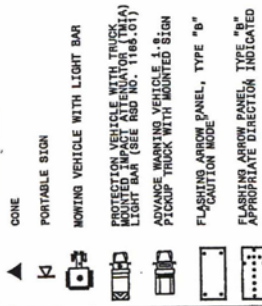 CONE
PORTABLE SIGN
MOWING VEHICLE WITH LIGHT BAR
PROTECTION VEHICLE WITH TRUCK
MOUNTED IMPACT ATTENUATOR (TMIA)
LIGHT BAR (SEE RSD NO. 1165.01)
ADVANCE WARNING VEHICLE i.e.
PICKUP TRUCK WITH MOUNTED SIGN
FLASHING ARROW PANEL, TYPE "B"
"CAUTION MODE"
FLASHING ARROW PANEL, TYPE "B"
APPROPRIATE DIRECTION INDICATED